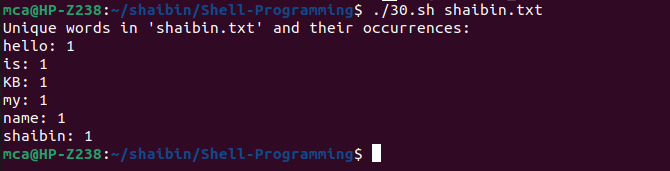 mca@HP-Z238:~/shaibin/Shell-Programming$ ./30.sh shaibin.txt
Unique words in 'shaibin.txt' and their occurrences:
hello: 1
is: 1
KB: 1
my: 1
name: 1
shaibin: 1
mca@HP-Z238:~/shaibin/Shell-Programming$